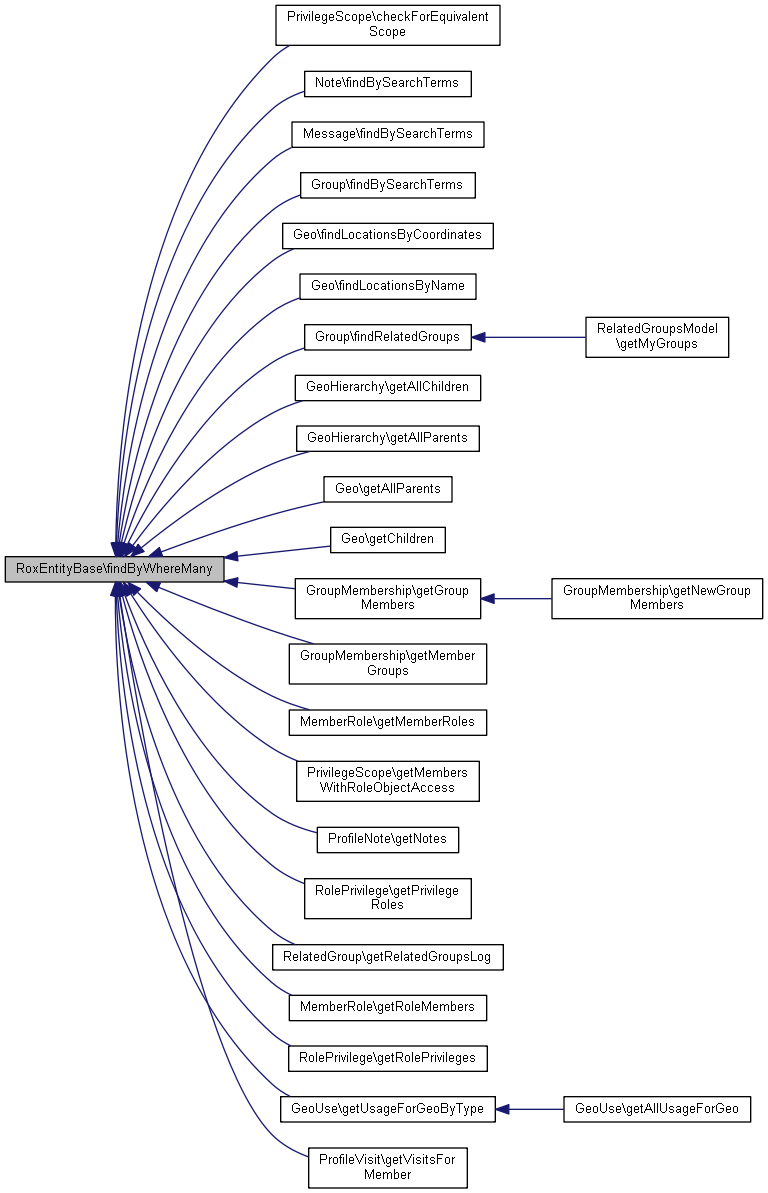 PrivilegeScope\checkForEquivalent
Scope
Note\findBySearchTerms
Message\findBySearchTerms
Group\findBySearchTerms
Geo\findLocationsByCoordinates
Geo\findLocationsByName
Group\findRelatedGroups
RelatedGroupsModel
\getMyGroups
GeoHierarchy\getAllChildren
GeoHierarchy\getAllParents
Geo\getAllParents
Geo\getChildren
RoxEntityBase\findByWhereMany
GroupMembership\getGroup
Members
GroupMembership\getNewGroup
Members
GroupMembership\getMember
Groups
MemberRole\getMemberRoles
PrivilegeScope\getMembers
WithRoleObjectAccess
ProfileNote\getNotes
RolePrivilege\getPrivilege
Roles
RelatedGroup\getRelatedGroupsLog
MemberRole\getRoleMembers
RolePrivilege\getRolePrivileges
GeoUse\getUsageForGeoByType
GeoUse\getAllUsageForGeo
ProfileVisit\getVisitsFor
Member